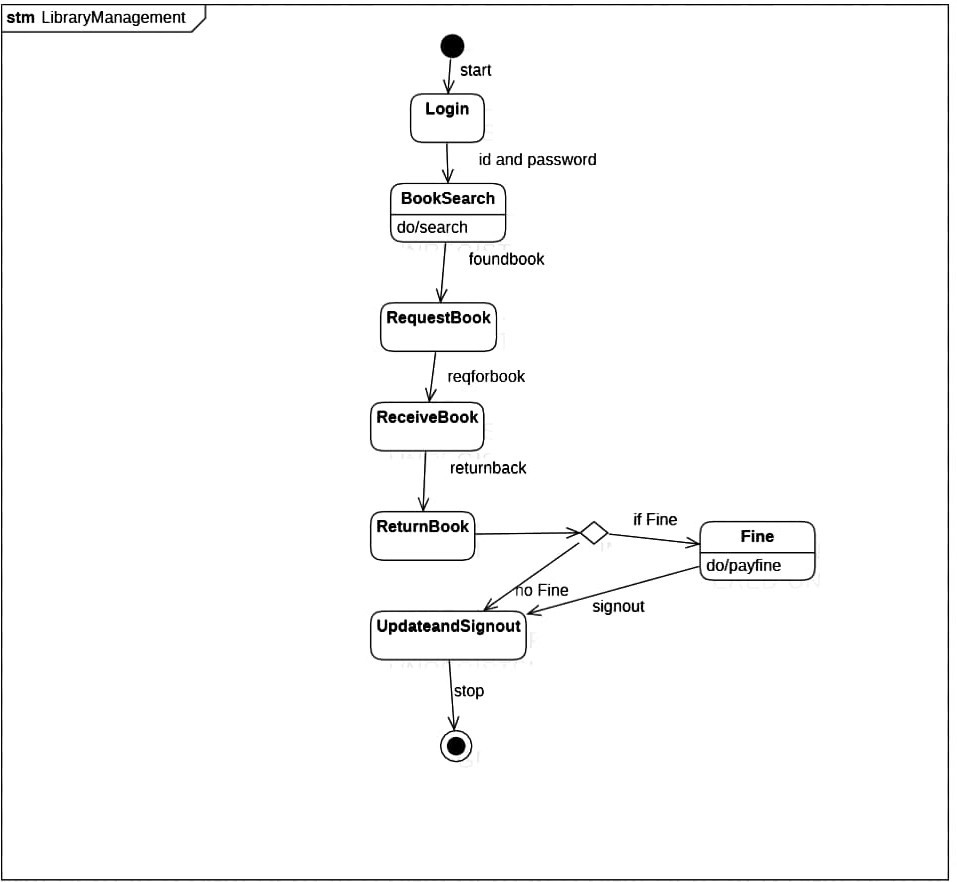 stm LibraryManagement
start
Login
id and password
BookSearch
do/search
foundbook
RequestBook
reqforbook
ReceiveBook
returnback
ReturnBook
if Fine
Fine
do/payfine
no Fine
signout
UpdateandSignout
stop